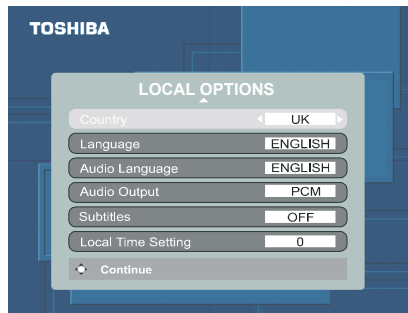 TOSHIBA
LOCAL OPTIONS
Country UK
Language ENGLISH
Audio Language ENGLISH
Audio Output PCM
Subtitles OFF
Local Time Setting 0
Continue